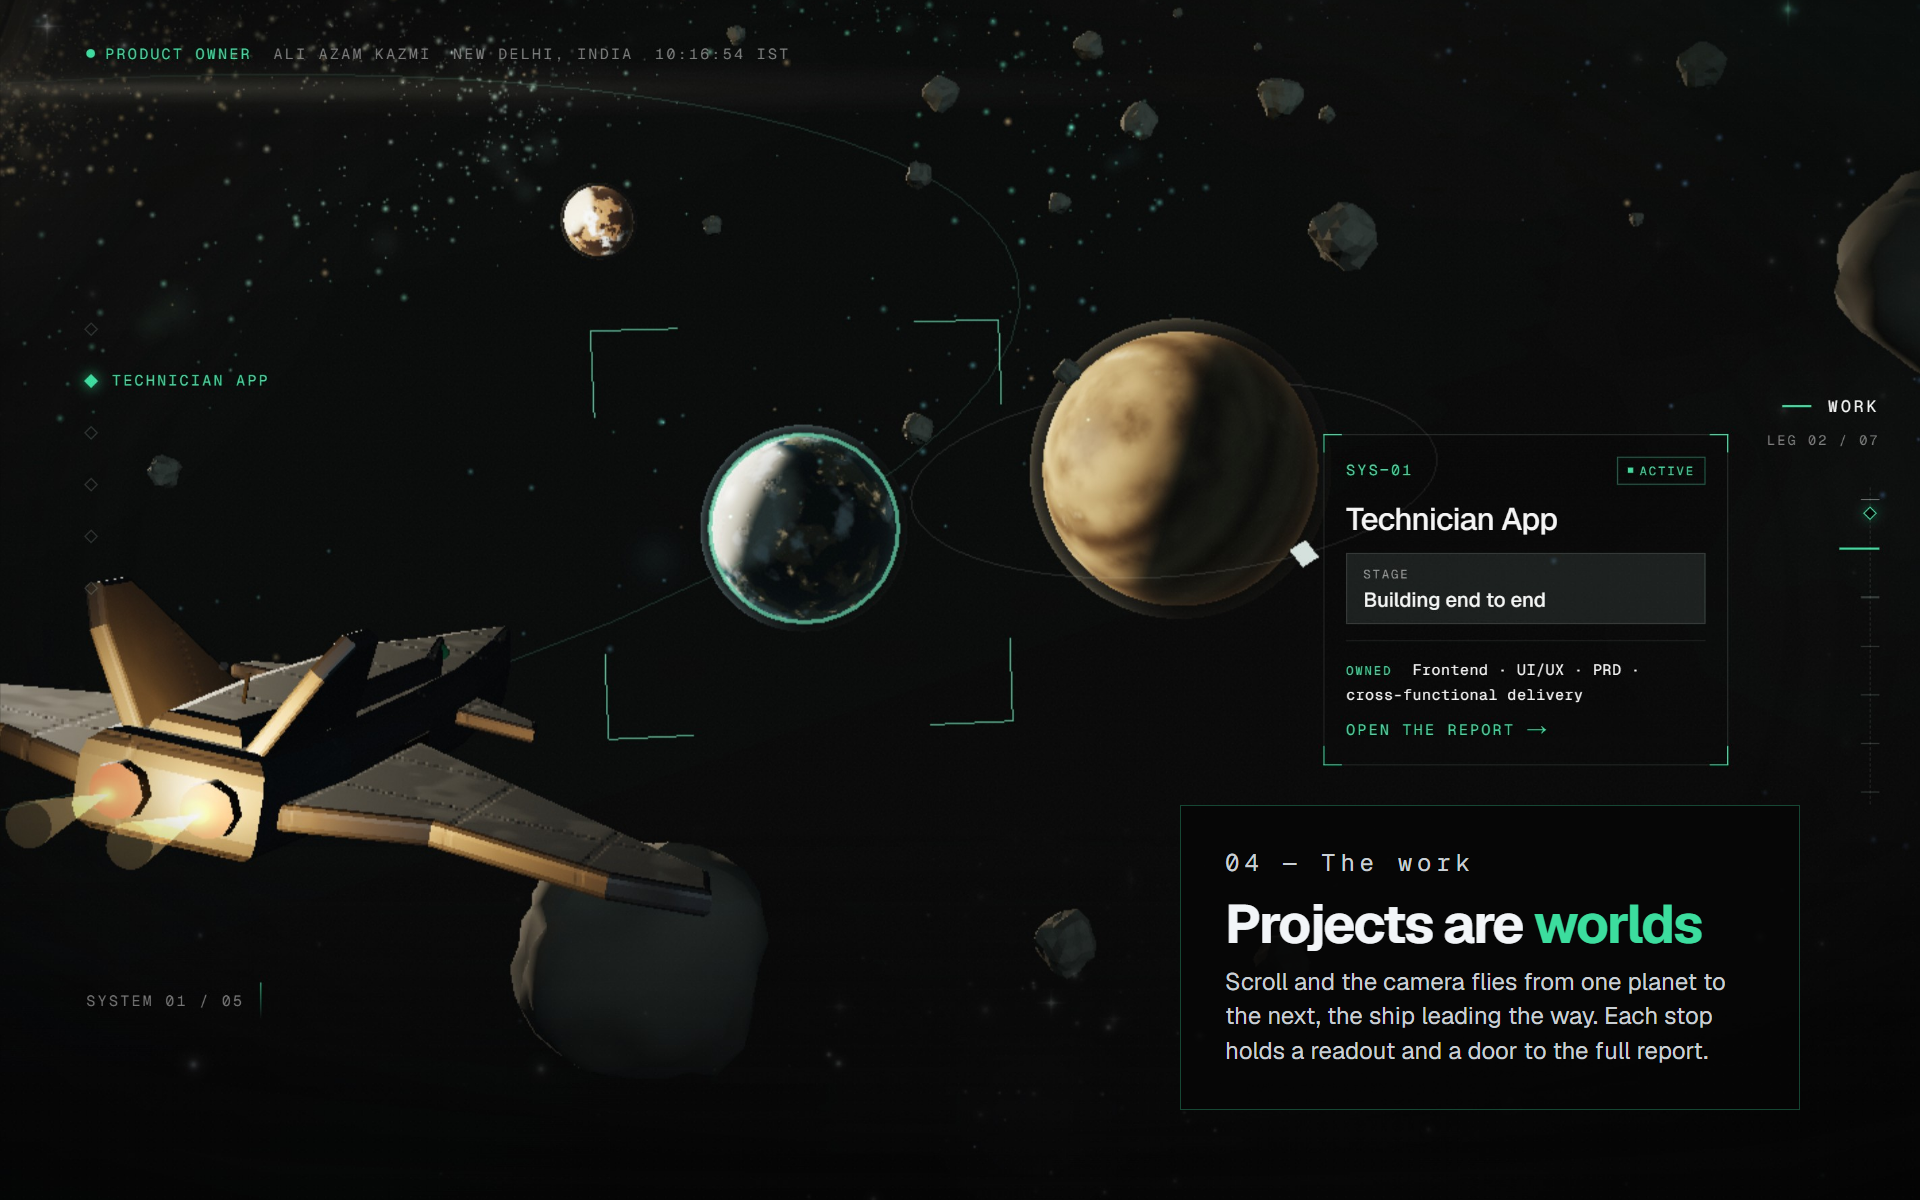 PRODUCT OWNER ALI AZAM KAZMI NEW DELHI, INDIA 10:16:54 IST
TECHNICIAN APP
WORK
LEG 02 / 07
SYS-01
ACTIVE
Technician App
STAGE
Building end to end
OWNED Frontend · UI/UX · PRD ·
cross-functional delivery
OPEN THE REPORT →
04 — The work
Projects are worlds
Scroll and the camera flies from one planet to
the next, the ship leading the way. Each stop
holds a readout and a door to the full report.
SYSTEM 01 / 05